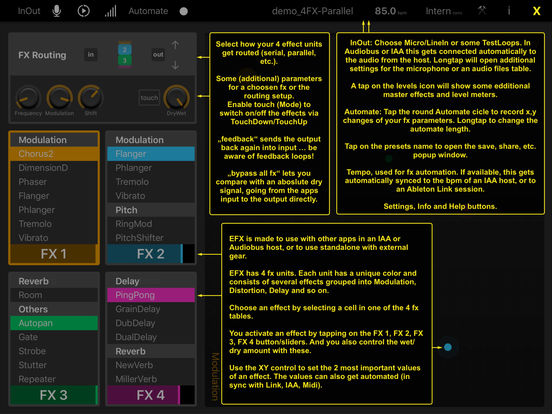 InOut
Automate
demo_4FX-Parallel
85.0 bpm
Intern
i
X
FX Routing
in
2
3
out
touch
Frequency
Modulation
Shift
DryWet
Select how your 4 effect units
get routed (serial, parallel,
etc.).
Some (additional) parameters
for a choosen fx or the
routing setup.
Enable touch (Mode) to
switch on/off the effects via
TouchDown/TouchUp
„feedback“ sends the output
back again into input ... be
aware of feedback loops!
„bypass all fx“ lets you
compare with an aboslute dry
signal, going from the apps
input to the output directly.
InOut: Choose Micro/LineIn or some TestLoops. In
Audiobus or IAA this gets connected automatically to
the audio from the host. Longtap will open additional
settings for the microphone or an audio files table.
A tap on the levels icon will show some additional
master effects and level meters.
Automate: Tap the round Automate cicle to record x,y
changes of your fx parameters. Longtap to change
the automate length.
Tap on the presets name to open the save, share, etc.
popup window.
Tempo, used for fx automation. If available, this gets
automatically synced to the bpm of an IAA host, or to
an Ableton Link session.
Settings, Info and Help buttons.
Modulation
Chorus2
DimensionD
Phaser
Flanger
Phlanger
Tremolo
Vibrato
FX 1
Modulation
Flanger
Phlanger
Tremolo
Vibrato
Pitch
RingMod
PitchShifter
FX 2
EFX is made to use with other apps in an IAA or
Audiobus host, or to use standalone with external
gear.
EFX has 4 fx units. Each unit has a unique color and
consists of several effects grouped into Modulation,
Distortion, Delay and so on.
Choose an effect by selecting a cell in one of the 4 fx
tables.
You activate an effect by tapping on the FX 1, FX 2, FX
3, FX 4 button/sliders. And you also control the wet/
dry amount with these.
Use the XY control to set the 2 most important values
of an effect. The values can also get automated (in
sync with Link, IAA, Midi).
Reverb
Room
Others
Autopan
Gate
Strobe
Stutter
Repeater
FX 3
Delay
PingPong
GrainDelay
DubDelay
DualDelay
Reverb
NewVerb
MillerVerb
FX 4
Modulation